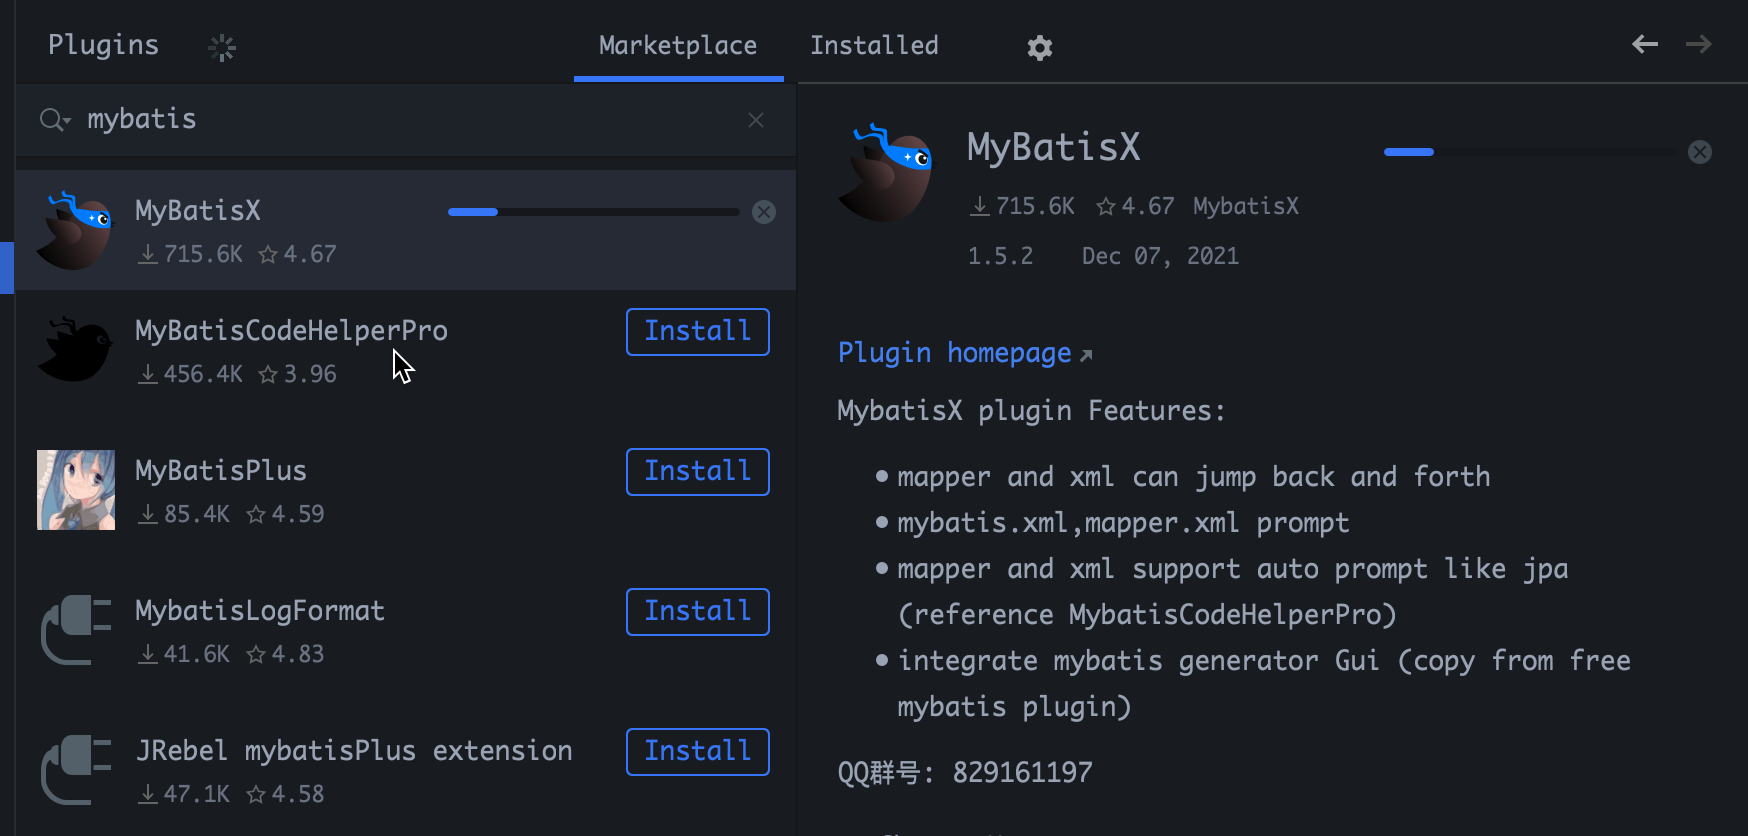 Plugins
Marketplace
Installed
mybatis
MyBatisX
715.6K 4.67
MyBatisCodeHelperPro
Install
456.4K 3.96
MyBatisPlus
Install
85.4K 4.59
MybatisLogFormat
Install
41.6K 4.83
JRebel mybatisPlus extension
Install
47.1K 4.58
MyBatisX
715.6K 4.67 MybatisX
1.5.2 Dec 07, 2021
Plugin homepage
MybatisX plugin Features:
mapper and xml can jump back and forth
mybatis.xml,mapper.xml prompt
mapper and xml support auto prompt like jpa
(reference MybatisCodeHelperPro)
integrate mybatis generator Gui (copy from free
mybatis plugin)
QQ群号: 829161197